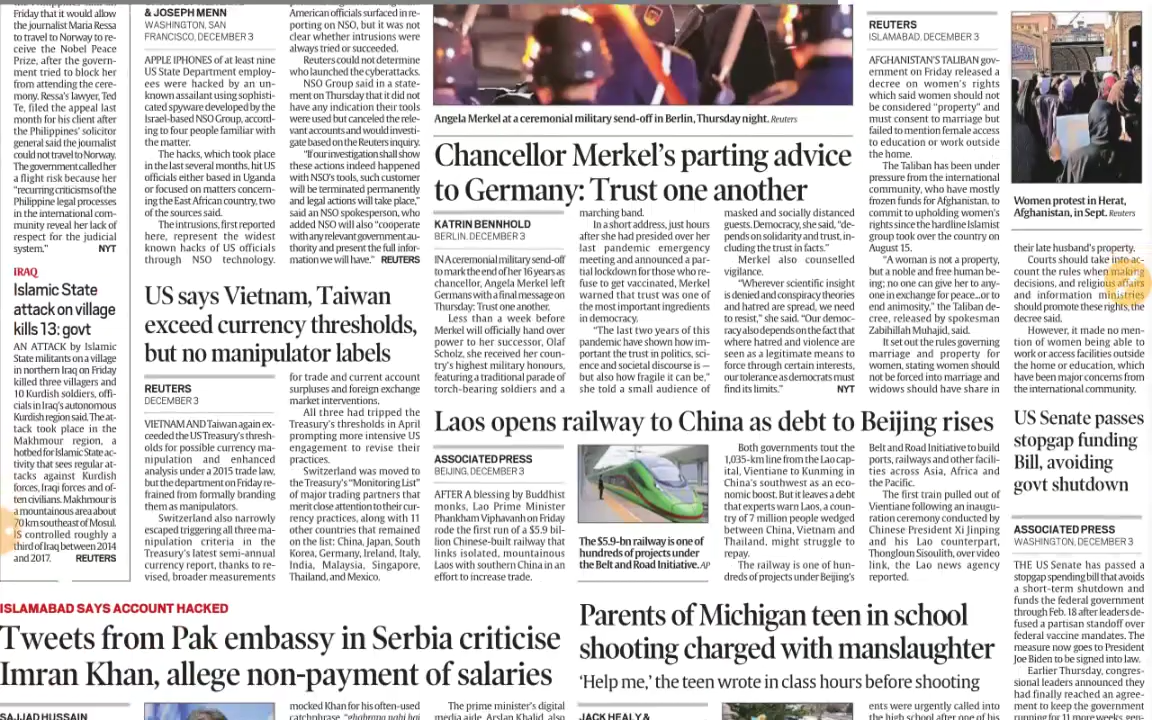 Friday that it would allow
the journalist Maria Ressa
to travel to Norway to re-
ceive the Nobel Peace
Prize, after the govern-
ment tried to block her
from attending the cere-
mony. Ressa's lawyer, Ted
Te, filed the appeal last
month for his client after
the Philippines' solicitor
general said the journalist
could not travel to Norway.
The government called her
a flight risk because her
"recurring criticisms of the
Philippine legal processes
in the international com-
munity reveal her lack of
respect for the judicial
system." NYT
IRAQ
Islamic State
attack on village
kills 13: govt
AN ATTACK by Islamic
State militants on a village
in northern Iraq on Friday
killed three villagers and
10 Kurdish soldiers, offi-
cials in Iraq's autonomous
Kurdish region said. The at-
tack took place in the
Makhmour region, a
hotbed for Islamic State ac-
tivity that sees regular at-
tacks against Kurdish
forces, Iraqi forces and of-
ten civilians. Makhmour is
a mountainous area about
70 km southeast of Mosul.
IS controlled roughly a
third of Iraq between 2014
and 2017. REUTERS
& JOSEPH MENN
WASHINGTON, SAN
FRANCISCO, DECEMBER 3
APPLE IPHONES of at least nine
US State Department employ-
ees were hacked by an un-
known assailant using sophisti-
cated spyware developed by the
Israel-based NSO Group, accord-
ing to four people familiar with
the matter.
The hacks, which took place
in the last several months, hit US
officials either based in Uganda
or focused on matters concern-
ing the East African country, two
of the sources said.
The intrusions, first reported
here, represent the widest
known hacks of US officials
through NSO technology.
American officials surfaced in re-
porting on NSO, but it was not
clear whether intrusions were
always tried or succeeded.
Reuters could not determine
who launched the cyberattacks.
NSO Group said in a state-
ment on Thursday that it did not
have any indication their tools
were used but canceled the rele-
vant accounts and would investi-
gate based on the Reuters inquiry.
"If our investigation shall show
these actions indeed happened
with NSO's tools, such customer
will be terminated permanently
and legal actions will take place,"
said an NSO spokesperson, who
added NSO will also "cooperate
with any relevant government au-
thority and present the full infor-
mation we will have." REUTERS
US says Vietnam, Taiwan
exceed currency thresholds,
but no manipulator labels
REUTERS
DECEMBER 3
VIETNAM AND Taiwan again ex-
ceeded the US Treasury's thresh-
olds for possible currency ma-
nipulation and enhanced
analysis under a 2015 trade law,
but the department on Friday re-
frained from formally branding
them as manipulators.
Switzerland also narrowly
escaped triggering all three ma-
nipulation criteria in the
Treasury's latest semi-annual
currency report, thanks to re-
vised, broader measurements
for trade and current account
surpluses and foreign exchange
market interventions.
All three had tripped the
Treasury's thresholds in April
prompting more intensive US
engagement to revise their
practices.
Switzerland was moved to
the Treasury's "Monitoring List"
of major trading partners that
merit close attention to their cur-
rency practices, along with 11
other countries that remained
on the list: China, Japan, South
Korea, Germany, Ireland, Italy,
India, Malaysia, Singapore,
Thailand, and Mexico.
Angela Merkel at a ceremonial military send-off in Berlin, Thursday night. Reuters
Chancellor Merkel's parting advice
to Germany: Trust one another
KATRIN BENNHOLD
BERLIN, DECEMBER 3
IN A ceremonial military send-off
to mark the end of her 16 years as
chancellor, Angela Merkel left
Germans with a final message on
Thursday: Trust one another.
Less than a week before
Merkel will officially hand over
power to her successor, Olaf
Scholz, she received her coun-
try's highest military honours,
featuring a traditional parade of
torch-bearing soldiers and a
marching band.
In a short address, just hours
after she had presided over her
last pandemic emergency
meeting and announced a par-
tial lockdown for those who re-
fuse to get vaccinated, Merkel
warned that trust was one of
the most important ingredients
in democracy.
"The last two years of this
pandemic have shown how im-
portant the trust in politics, sci-
ence and societal discourse is —
but also how fragile it can be,"
she told a small audience of
masked and socially distanced
guests. Democracy, she said, "de-
pends on solidarity and trust, in-
cluding the trust in facts."
Merkel also counselled
vigilance.
"Wherever scientific insight
is denied and conspiracy theories
and hatred are spread, we need
to resist," she said. "Our democ-
racy also depends on the fact that
where hatred and violence are
seen as a legitimate means to
force through certain interests,
our tolerance as democrats must
find its limits." NYT
REUTERS
ISLAMABAD. DECEMBER 3
AFGHANISTAN'S TALIBAN gov-
ernment on Friday released a
decree on women's rights
which said women should not
be considered "property" and
must consent to marriage but
failed to mention female access
to education or work outside
the home.
The Taliban has been under
pressure from the international
community, who have mostly
frozen funds for Afghanistan, to
commit to upholding women's
rights since the hardline Islamist
group took over the country on
August 15.
"A woman is not a property,
but a noble and free human be-
ing; no one can give her to any-
one in exchange for peace...or to
end animosity," the Taliban de-
cree, released by spokesman
Zabihillah Mujahid, said.
It set out the rules governing
marriage and property for
women, stating women should
not be forced into marriage and
widows should have share in
Women protest in Herat,
Afghanistan, in Sept. Reuters
their late husband's property.
Courts should take into ac-
count the rules when making
decisions, and religious affairs
and information ministries
should promote these rights, the
decree said.
However, it made no men-
tion of women being able to
work or access facilities outside
the home or education, which
have been major concerns from
the international community.
Laos opens railway to China as debt to Beijing rises
ASSOCIATED PRESS
BEIJING, DECEMBER 3
AFTER A blessing by Buddhist
monks, Lao Prime Minister
Phankham Viphavanh on Friday
rode the first run of a $5.9 bil-
lion Chinese-built railway that
links isolated, mountainous
Laos with southern China in an
effort to increase trade.
The $5.9-bn railway is one of
hundreds of projects under
the Belt and Road Initiative. AP
Both governments tout the
1,035-km line from the Lao cap-
ital, Vientiane to Kunming in
China's southwest as an eco-
nomic boost. But it leaves a debt
that experts warn Laos, a coun-
try of 7 million people wedged
between China, Vietnam and
Thailand, might struggle to
repay.
The railway is one of hun-
dreds of projects under Beijing's
Belt and Road Initiative to build
ports, railways and other facili-
ties across Asia, Africa and
the Pacific.
The first train pulled out of
Vientiane following an inaugu-
ration ceremony conducted by
Chinese President Xi Jinping
and his Lao counterpart,
Thongloun Sisoulith, over video
link, the Lao news agency
reported.
US Senate passes
stopgap funding
Bill, avoiding
govt shutdown
ASSOCIATED PRESS
WASHINGTON, DECEMBER 3
THE US Senate has passed a
stopgap spending bill that avoids
a short-term shutdown and
funds the federal government
through Feb. 18 after leaders de-
fused a partisan standoff over
federal vaccine mandates. The
measure now goes to President
Joe Biden to be signed into law.
Earlier Thursday, congres-
sional leaders announced they
had finally reached an agree-
ment to keep the government
running for 11 more weeks, gen-
ISLAMABAD SAYS ACCOUNT HACKED
Tweets from Pak embassy in Serbia criticise
Imran Khan, allege non-payment of salaries
SAJJAD HUSSAIN
mocked Khan for his often-used
catchphrase "ghabrana nahi hai
The prime minister's digital
media aide, Arslan Khalid, also
Parents of Michigan teen in school
shooting charged with manslaughter
'Help me,' the teen wrote in class hours before shooting
JACK HEALY &
ents were urgently called into
the high school after one of his